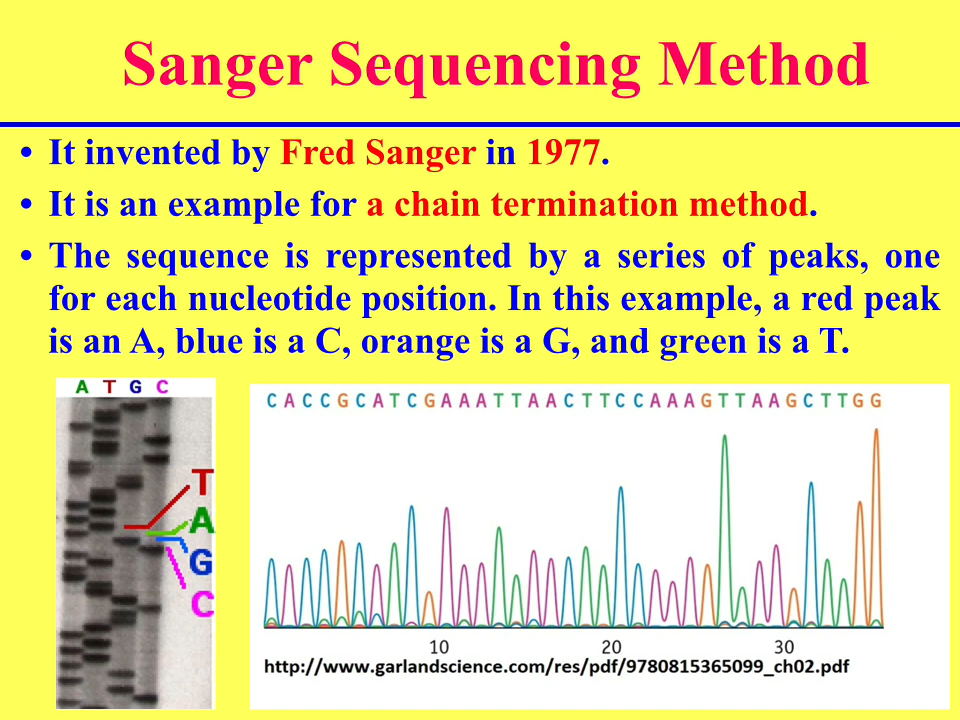 Sanger Sequencing Method
• It invented by Fred Sanger in 1977.
• It is an example for a chain termination method.
• The sequence is represented by a series of peaks, one
for each nucleotide position. In this example, a red peak
is an A, blue is a C, orange is a G, and green is a T.
A T G C
T
A
G
C
C A C C G C A T C G A A A T T A A C T T C C A A A G T T A A G C T T G G
10 20 30
http://www.garlandscience.com/res/pdf/9780815365099_ch02.pdf